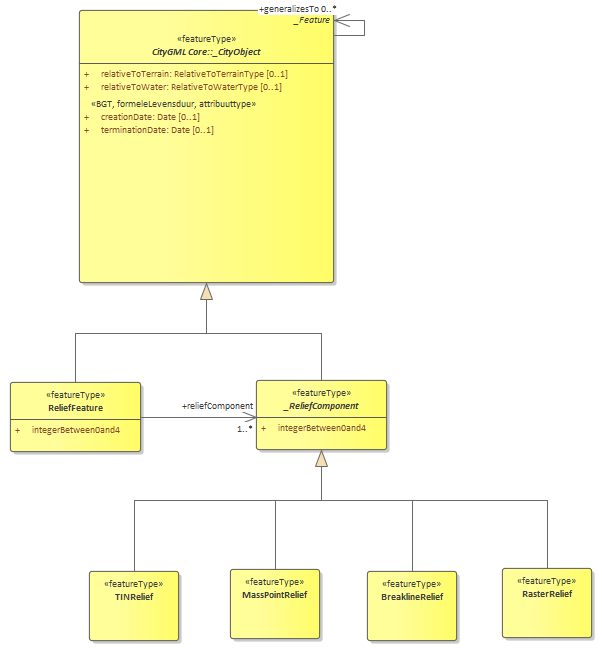 +generalizesTo 0..*
_Feature
«featureType»
CityGML Core::_CityObject
+ relativeToTerrain: RelativeToTerrainType [0..1]
+ relativeToWater: RelativeToWaterType [0..1]
«BGT, formeleLevensduur, attribuuttype»
+ creationDate: Date [0..1]
+ terminationDate: Date [0..1]
«featureType»
ReliefFeature
+ integerBetween0and4
+reliefComponent
1..*
«featureType»
_ReliefComponent
+ integerBetween0and4
«featureType»
TINRelief
«featureType»
MassPointRelief
«featureType»
BreaklineRelief
«featureType»
RasterRelief